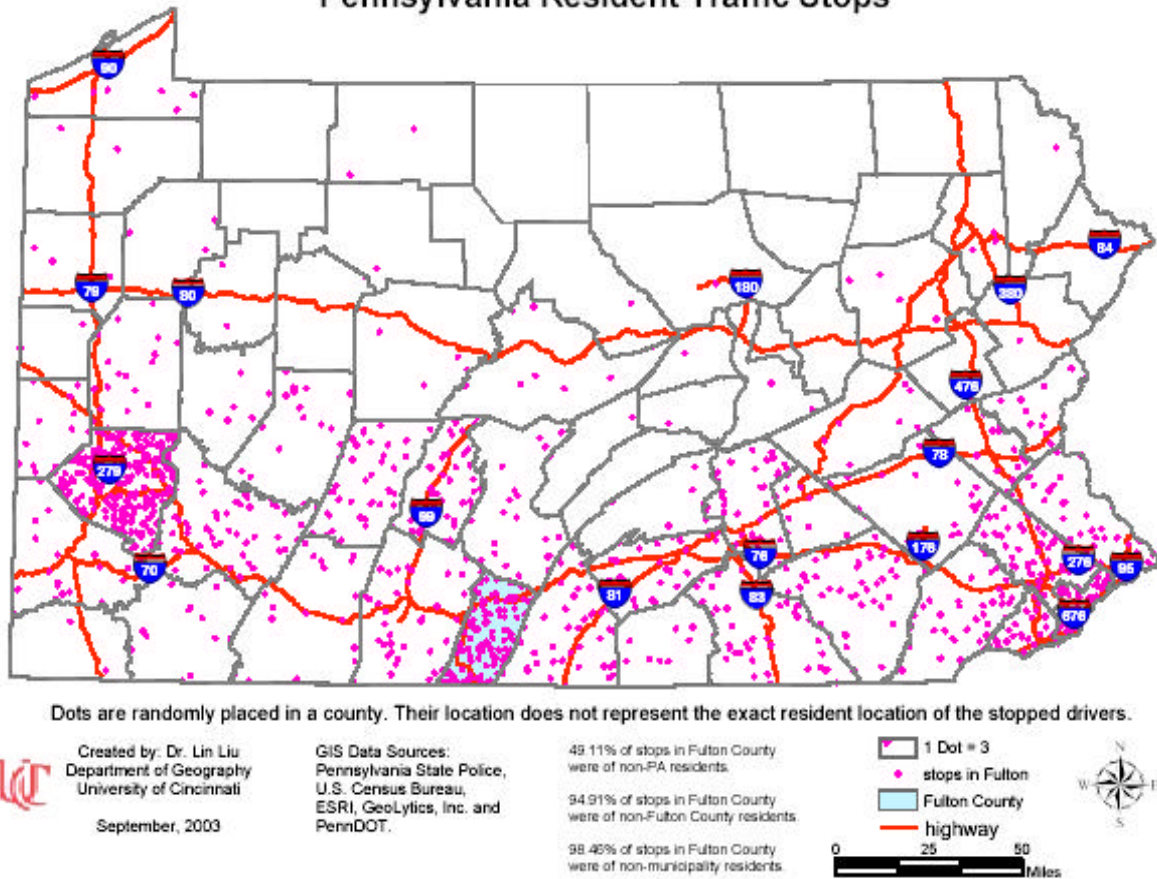 Pennsylvania Resident Traffic Stops
90
84
79
80
180
380
476
279
78
99
70
76
176
276
95
81
83
676
Dots are randomly placed in a county. Their location does not represent the exact resident location of the stopped drivers.
Created by: Dr. Lin Liu
Department of Geography
University of Cincinnati
September, 2003
GIS Data Sources:
Pennsylvania State Police,
U.S. Census Bureau,
ESRI, GeoLytics, Inc. and
PennDOT.
49.11% of stops in Fulton County
were of non-PA residents.
94.91% of stops in Fulton County
were of non-Fulton County residents.
98.46% of stops in Fulton County
were of non-municipality residents.
1 Dot = 3
stops in Fulton
Fulton County
highway
0 25 50
Miles
N
W E
S